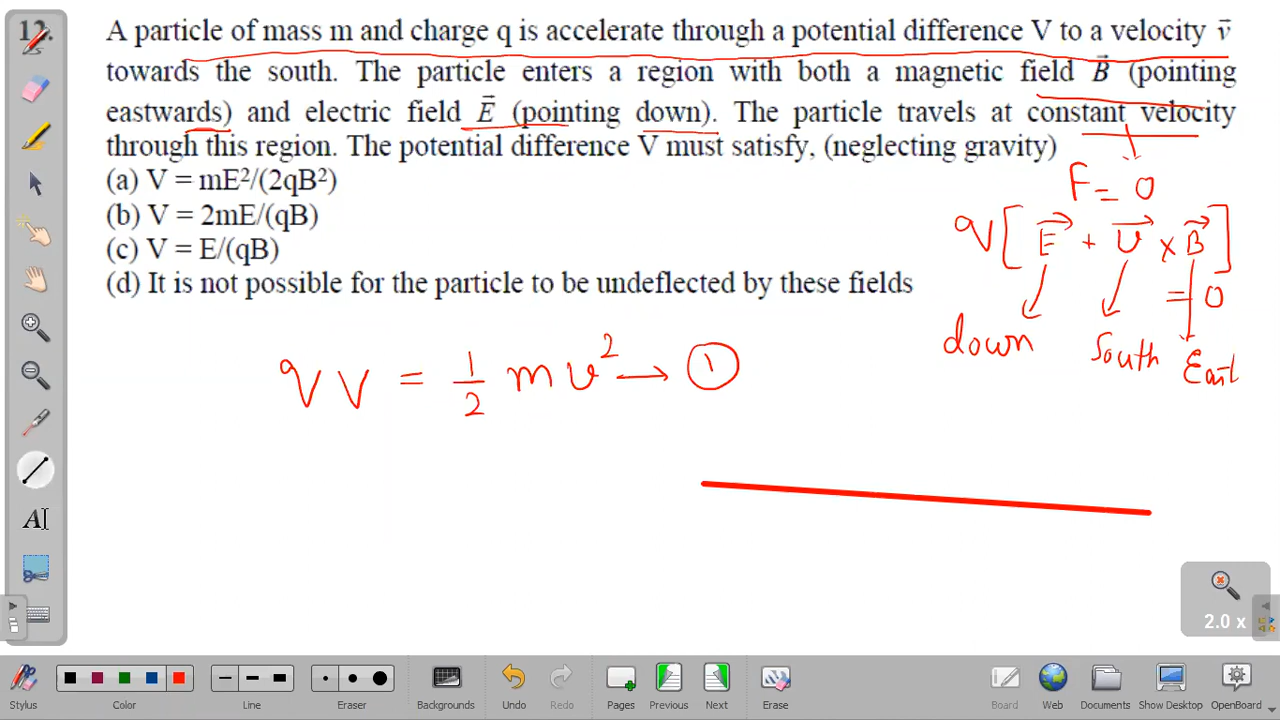 12.
A particle of mass m and charge q is accelerate through a potential difference V to a velocity v⃗
towards the south. The particle enters a region with both a magnetic field B⃗ (pointing
eastwards) and electric field E⃗ (pointing down). The particle travels at constant velocity
through this region. The potential difference V must satisfy, (neglecting gravity)
(a) V = mE²/(2qB²)
(b) V = 2mE/(qB)
(c) V = E/(qB)
(d) It is not possible for the particle to be undeflected by these fields
F = 0
q[E⃗ + v⃗ × B⃗]
= 0
down South East
qV = 1/2 mv² → ①
2.0 x
Stylus Color Line Eraser Backgrounds Undo Redo Pages Previous Next Erase Board Web Documents Show Desktop OpenBoard